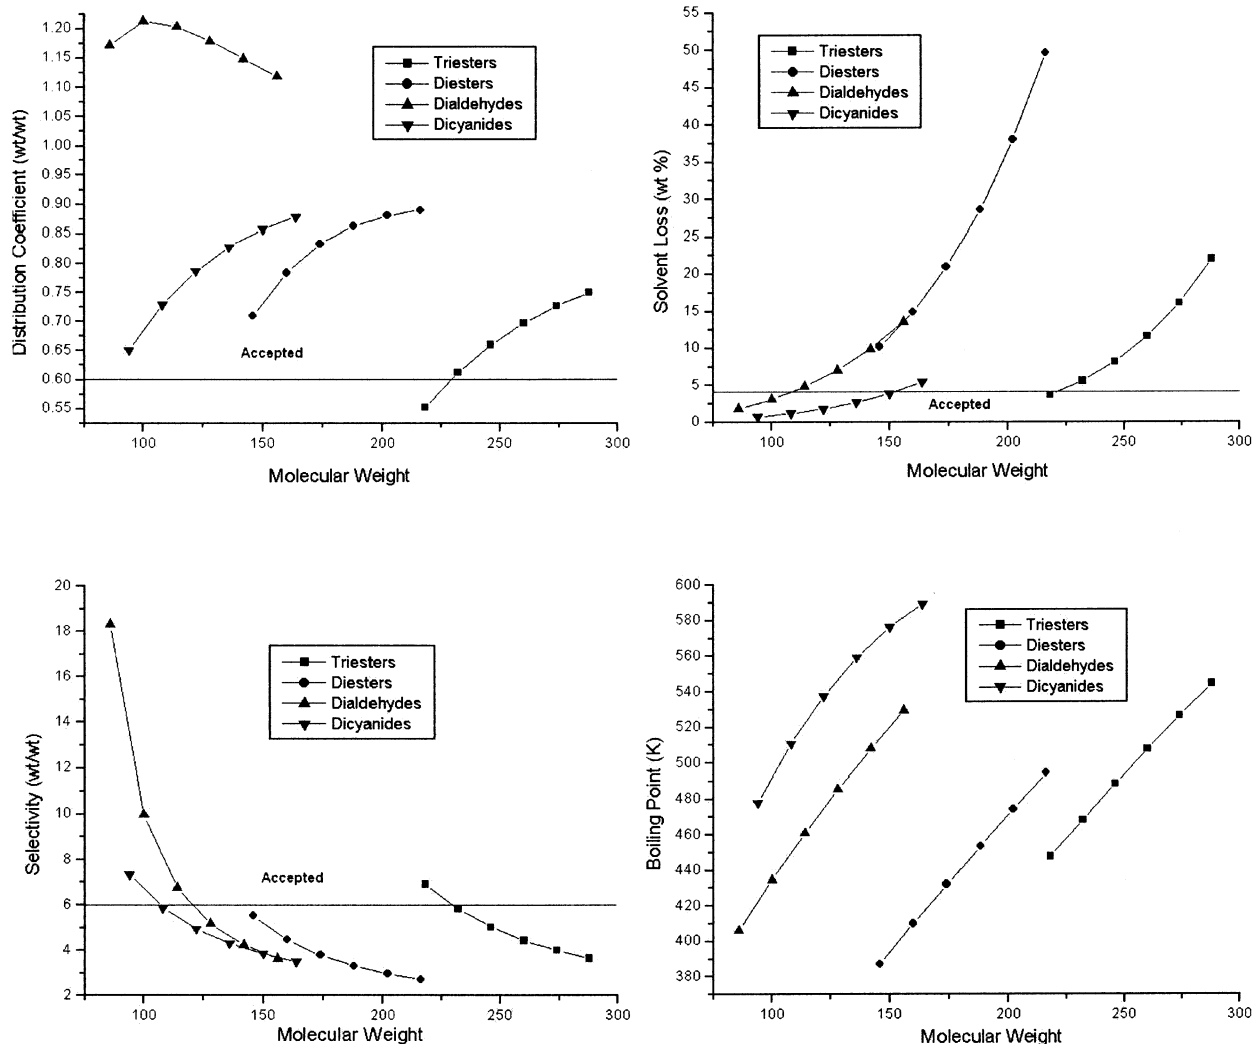 Distribution Coefficient (wt/wt)
1.20
1.15
1.10
1.05
1.00
0.95
0.90
0.85
0.80
0.75
0.70
0.65
0.60
0.55
Triesters
Diesters
Dialdehydes
Dicyanides
Accepted
100
150
200
250
300
Molecular Weight
Solvent Loss (wt %)
55
50
45
40
35
30
25
20
15
10
5
0
Triesters
Diesters
Dialdehydes
Dicyanides
Accepted
100
150
200
250
300
Molecular Weight
Selectivity (wt/wt)
20
18
16
14
12
10
8
6
4
2
Triesters
Diesters
Dialdehydes
Dicyanides
Accepted
100
150
200
250
300
Molecular Weight
Boiling Point (K)
600
580
560
540
520
500
480
460
440
420
400
380
Triesters
Diesters
Dialdehydes
Dicyanides
100
150
200
250
300
Molecular Weight